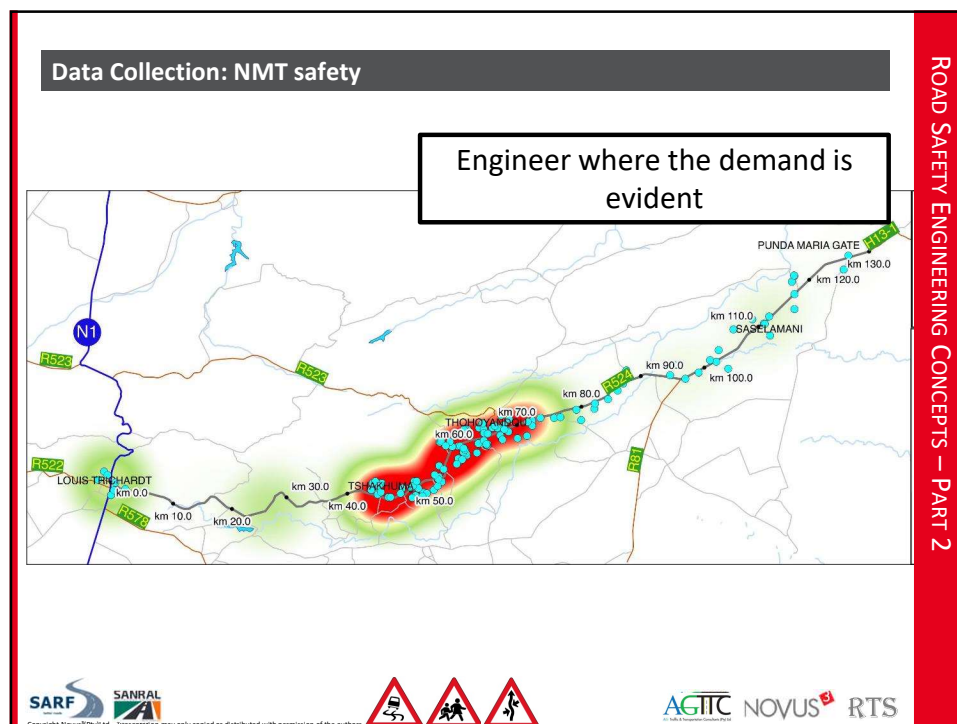 Data Collection: NMT safety
Engineer where the demand is
evident
PUNDA MARIA GATE
H13-1
km 130.0
km 120.0
N1
km 110.0
SASELAMANI
R523
R523
km 90.0
km 100.0
R524
km 80.0
km 70.0
THOHOYANDOU
km 60.0
R81
R522
LOUIS TRICHARDT
km 0.0
km 30.0
TSHAKHUMA
km 40.0
km 50.0
R578
km 10.0
km 20.0
ROAD SAFETY ENGINEERING CONCEPTS – PART 2
SARF
SANRAL
AGTTC
NOVUS3
RTS